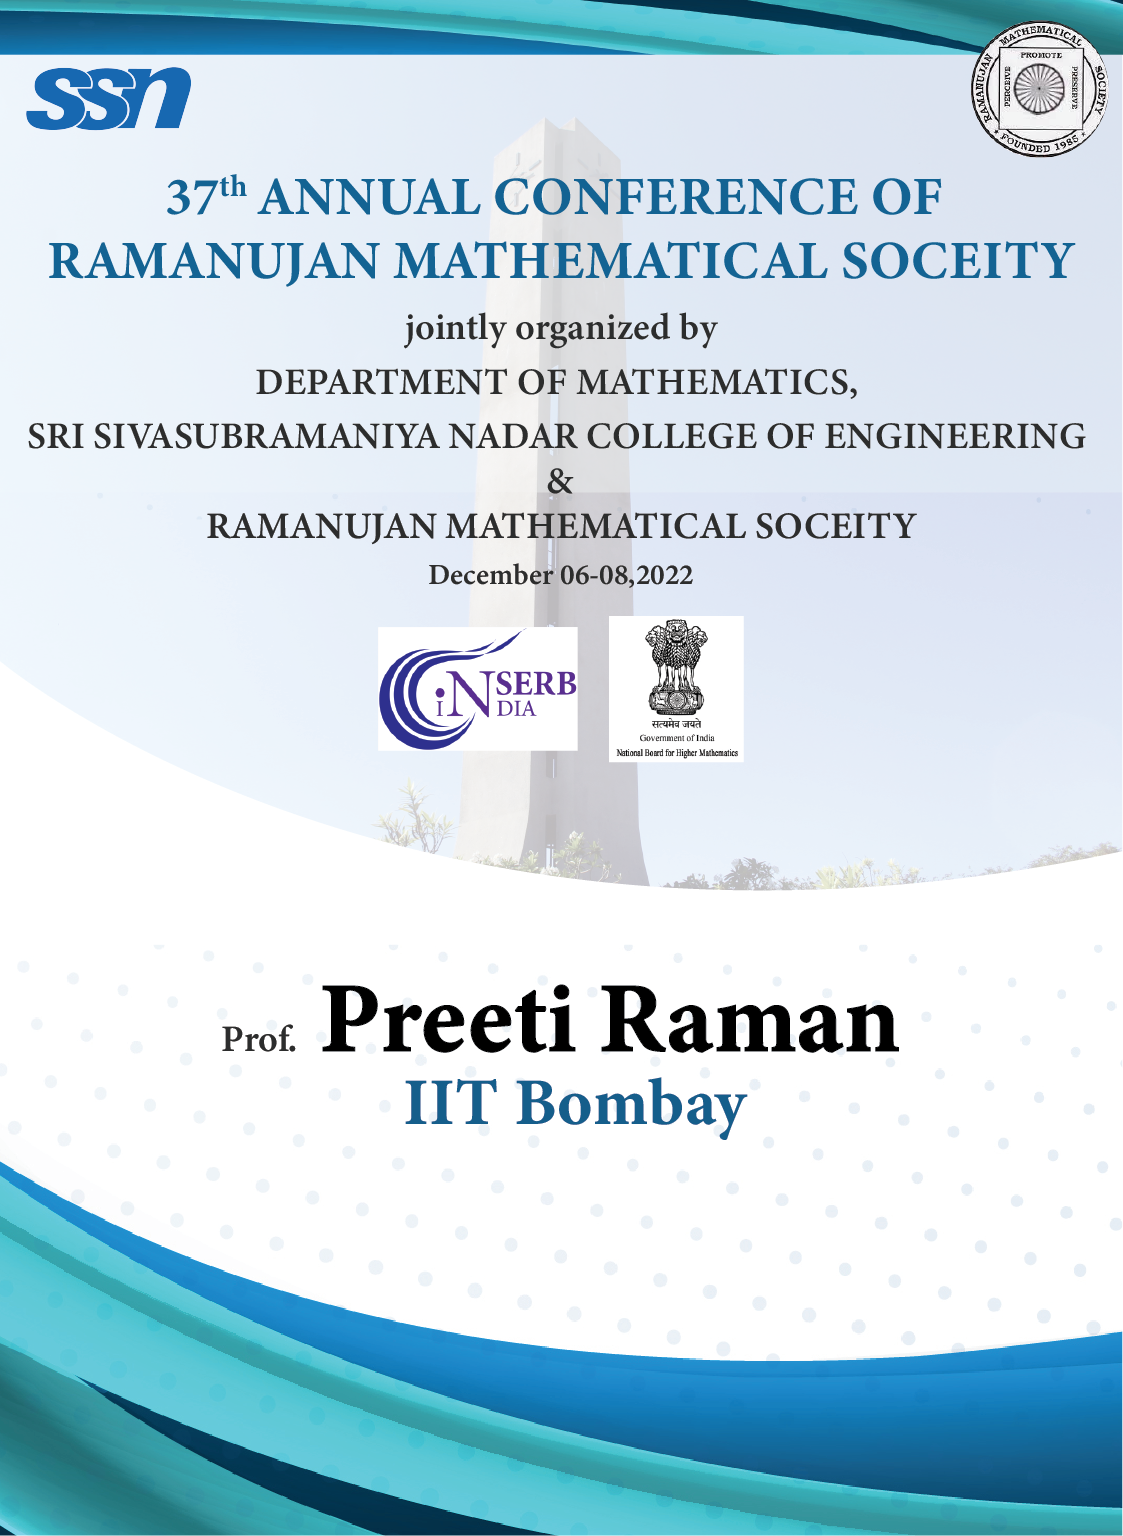 ssn
RAMANUJAN MATHEMATICAL SOCIETY
PROMOTE
PERCEIVE
PRESERVE
* FOUNDED 1985 *
37th ANNUAL CONFERENCE OF
RAMANUJAN MATHEMATICAL SOCEITY
jointly organized by
DEPARTMENT OF MATHEMATICS,
SRI SIVASUBRAMANIYA NADAR COLLEGE OF ENGINEERING
&
RAMANUJAN MATHEMATICAL SOCEITY
December 06-08,2022
iN SERB
INDIA
सत्यमेव जयते
Government of India
National Board for Higher Mathematics
Prof. Preeti Raman
IIT Bombay